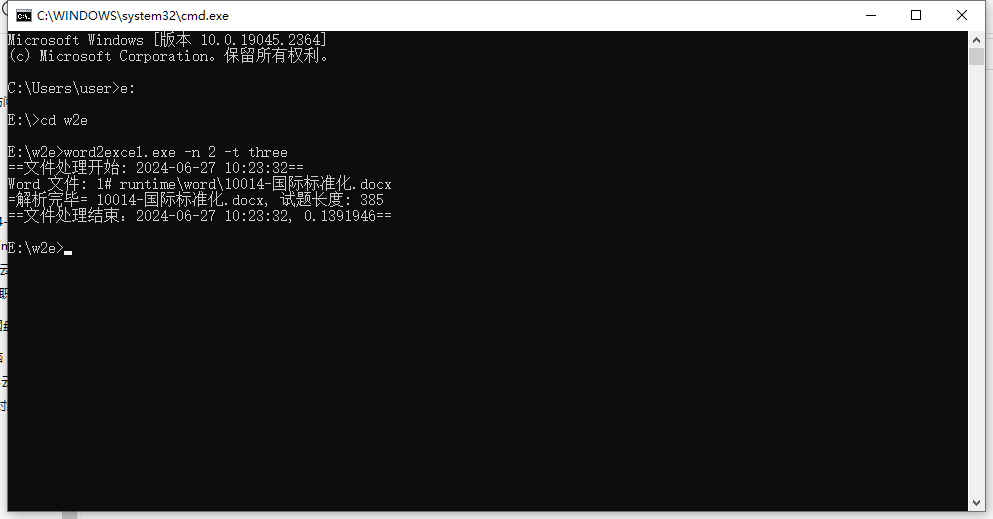 C:\WINDOWS\system32\cmd.exe
Microsoft Windows [版本 10.0.19045.2364]
(c) Microsoft Corporation。保留所有权利。
C:\Users\user>e:
E:\>cd w2e
E:\w2e>word2excel.exe -n 2 -t three
==文件处理开始: 2024-06-27 10:23:32==
Word 文件: 1# runtime\word\10014-国际标准化.docx
=解析完毕= 10014-国际标准化.docx, 试题长度: 385
==文件处理结束: 2024-06-27 10:23:32, 0.1391946==
E:\w2e>